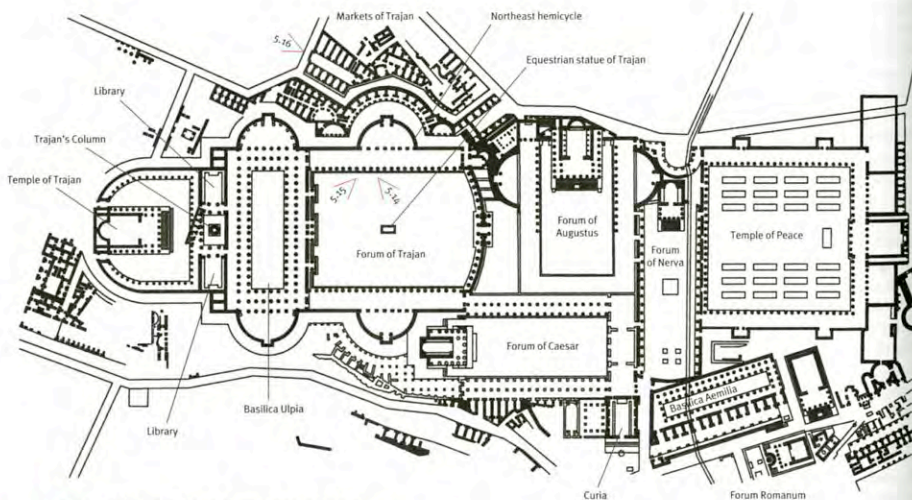 Markets of Trajan
Northeast hemicycle
5.16
Equestrian statue of Trajan
Library
Trajan's Column
Temple of Trajan
5.15
5.14
Forum of Trajan
Forum of
Augustus
Forum
of Nerva
Temple of Peace
Forum of Caesar
Basilica Aemilia
Basilica Ulpia
Library
Curia
Forum Romanum